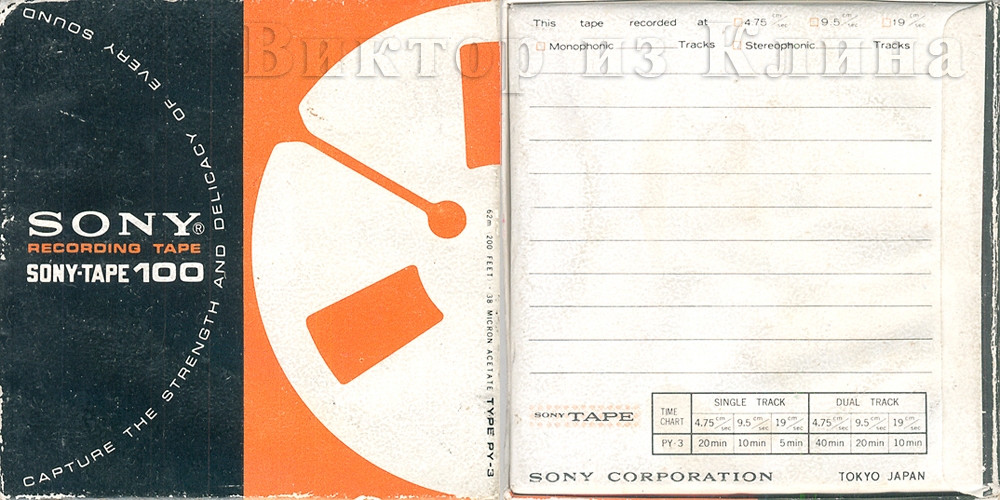 Виктор из Клина
CAPTURE THE STRENGTH AND DELICACY OF EVERY SOUND
SONY®
RECORDING TAPE
SONY-TAPE 100
62m 200 FEET · 38 MICRON ACETATE TYPE PY-3
This tape recorded at 4.75 cm/sec 9.5 cm/sec 19 cm/sec
Monophonic Tracks Stereophonic Tracks
SONY TAPE
TIME CHART SINGLE TRACK DUAL TRACK
4.75 cm/sec 9.5 cm/sec 19 cm/sec 4.75 cm/sec 9.5 cm/sec 19 cm/sec
PY-3 20min 10min 5min 40min 20min 10min
SONY CORPORATION TOKYO JAPAN